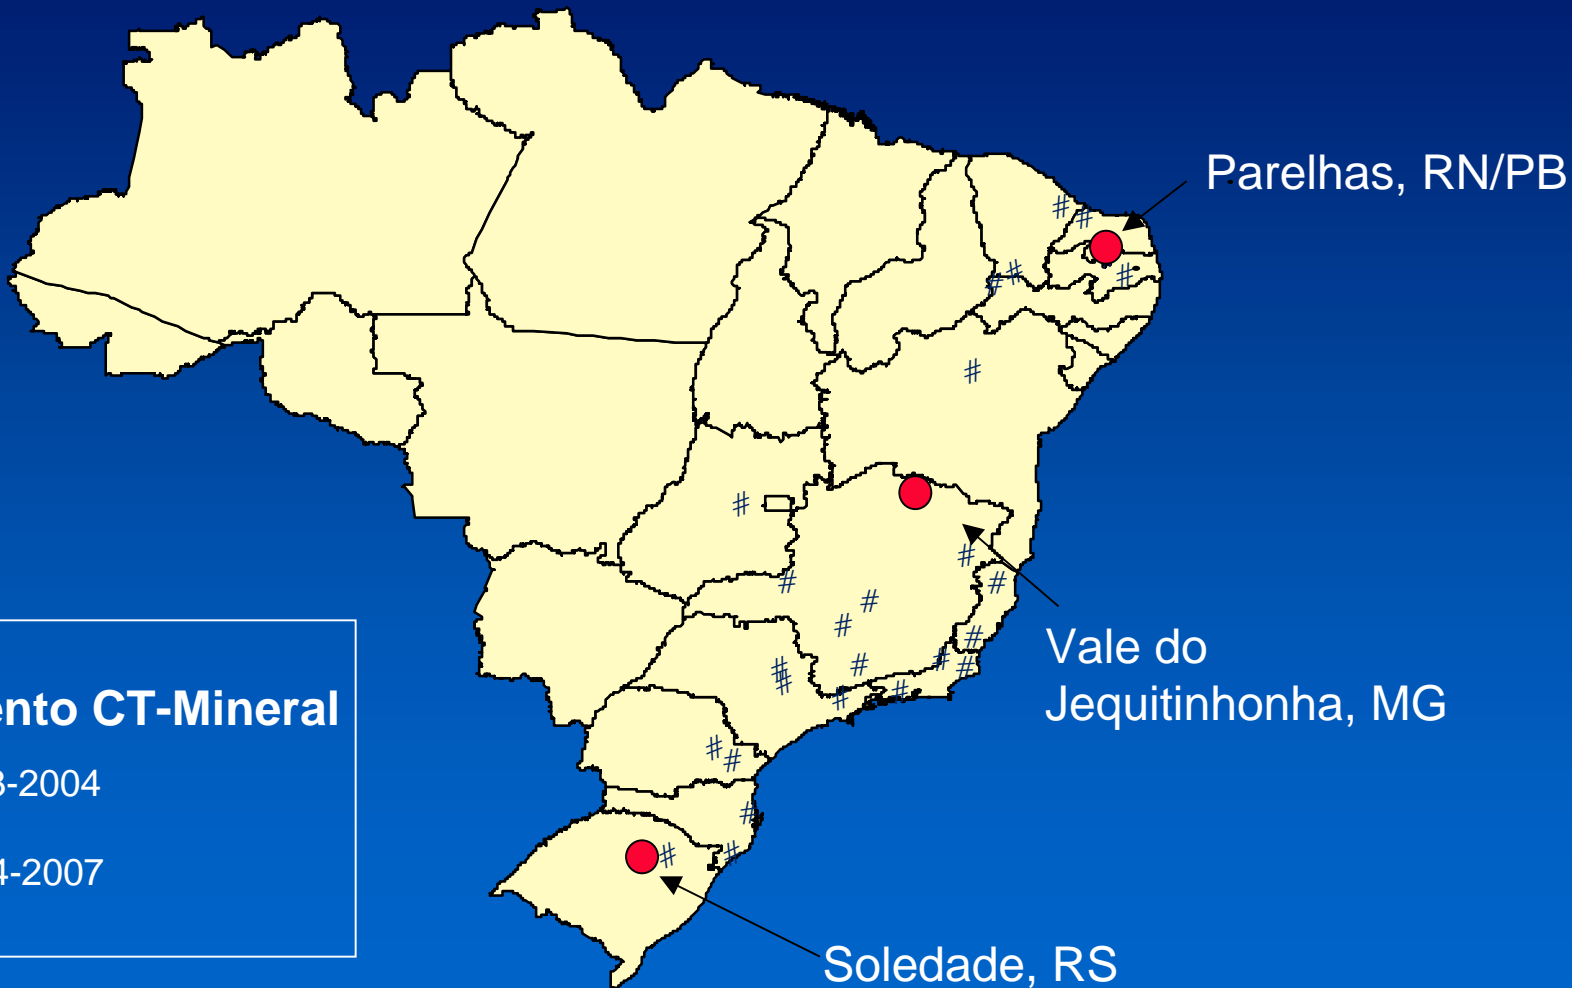 Parelhas, RN/PB
Vale do
Jequitinhonha, MG
ento CT-Mineral
3-2004
4-2007
Soledade, RS